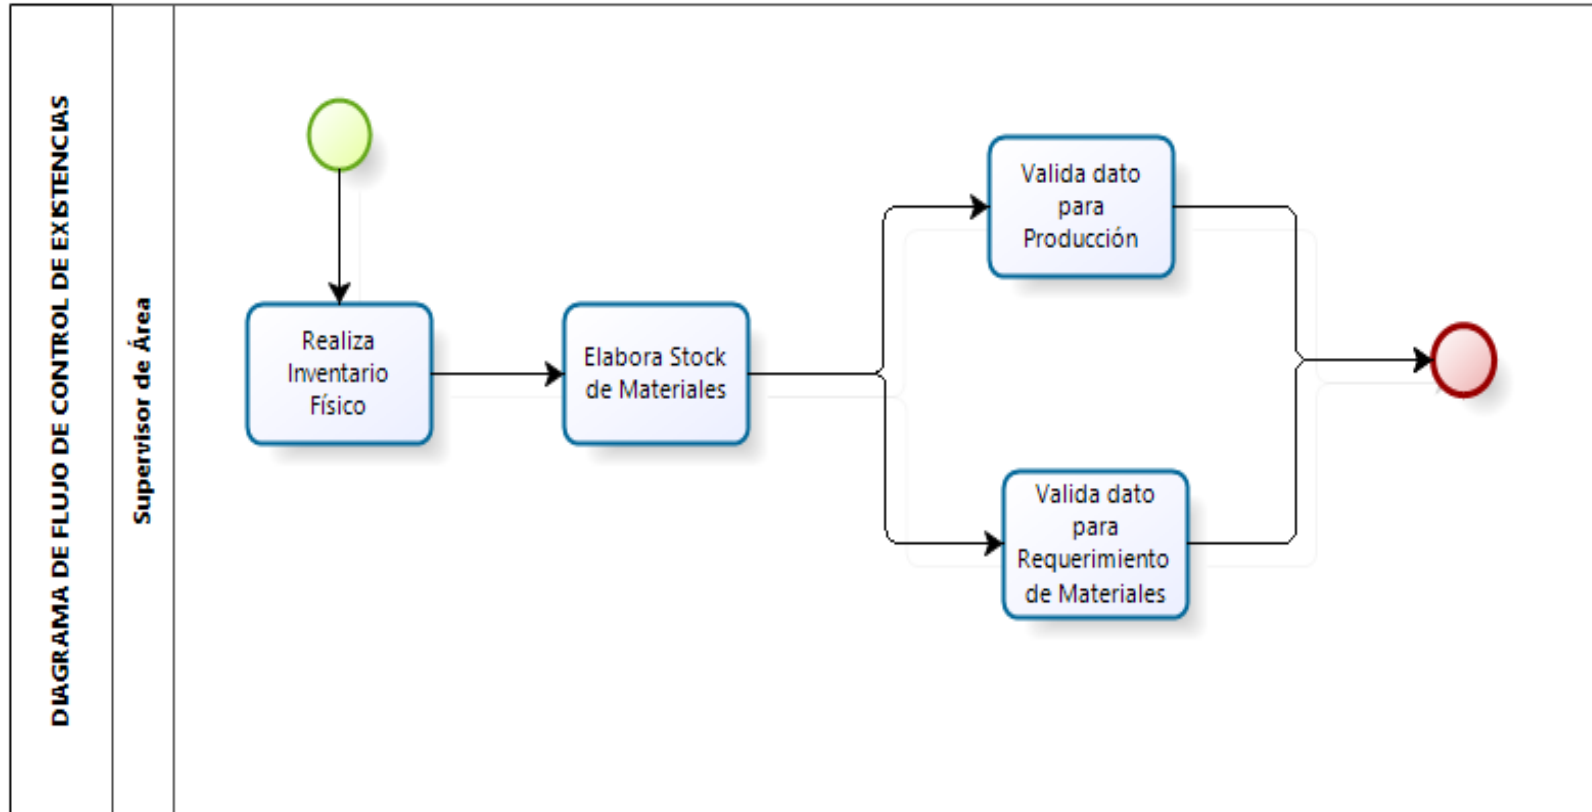 DIAGRAMA DE FLUJO DE CONTROL DE EXISTENCIAS
Supervisor de Área
Realiza
Inventario
Físico
Elabora Stock
de Materiales
Valida dato
para
Producción
Valida dato
para
Requerimiento
de Materiales